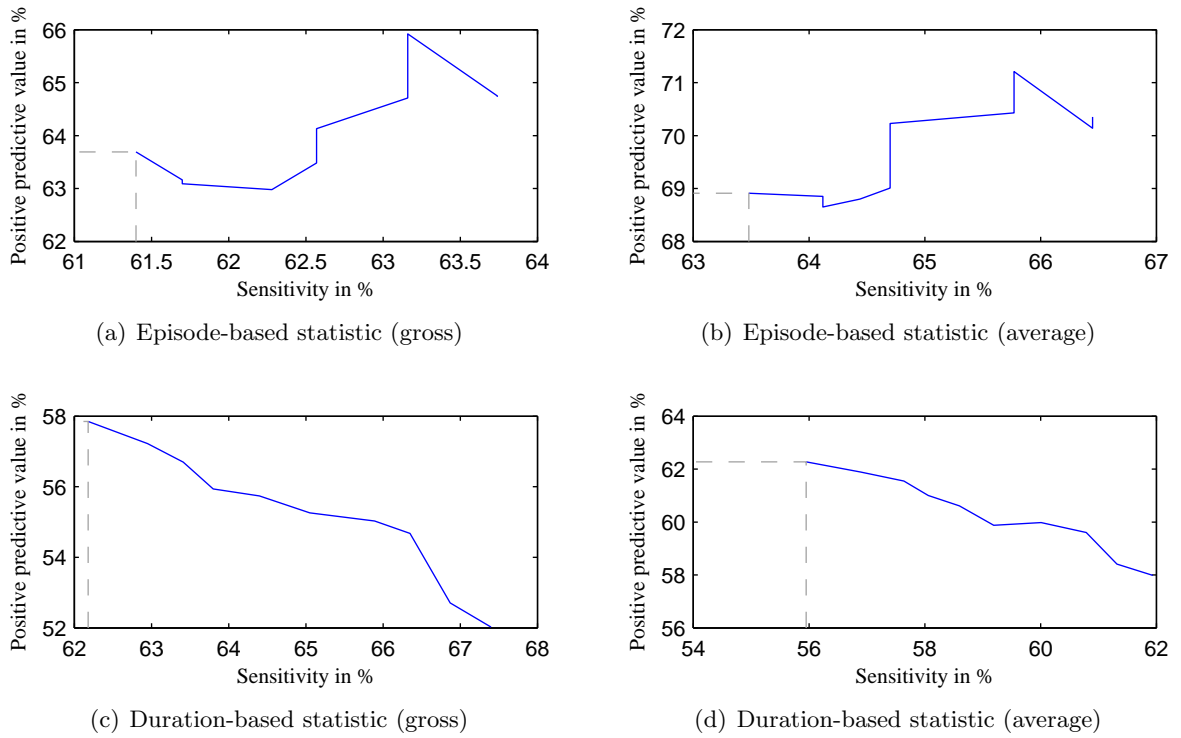 Positive predictive value in %
66
65
64
63
62
61 61.5 62 62.5 63 63.5 64
Sensitivity in %
(a) Episode-based statistic (gross)
Positive predictive value in %
72
71
70
69
68
63 64 65 66 67
Sensitivity in %
(b) Episode-based statistic (average)
Positive predictive value in %
58
56
54
52
62 63 64 65 66 67 68
Sensitivity in %
(c) Duration-based statistic (gross)
Positive predictive value in %
64
62
60
58
56
54 56 58 60 62
Sensitivity in %
(d) Duration-based statistic (average)